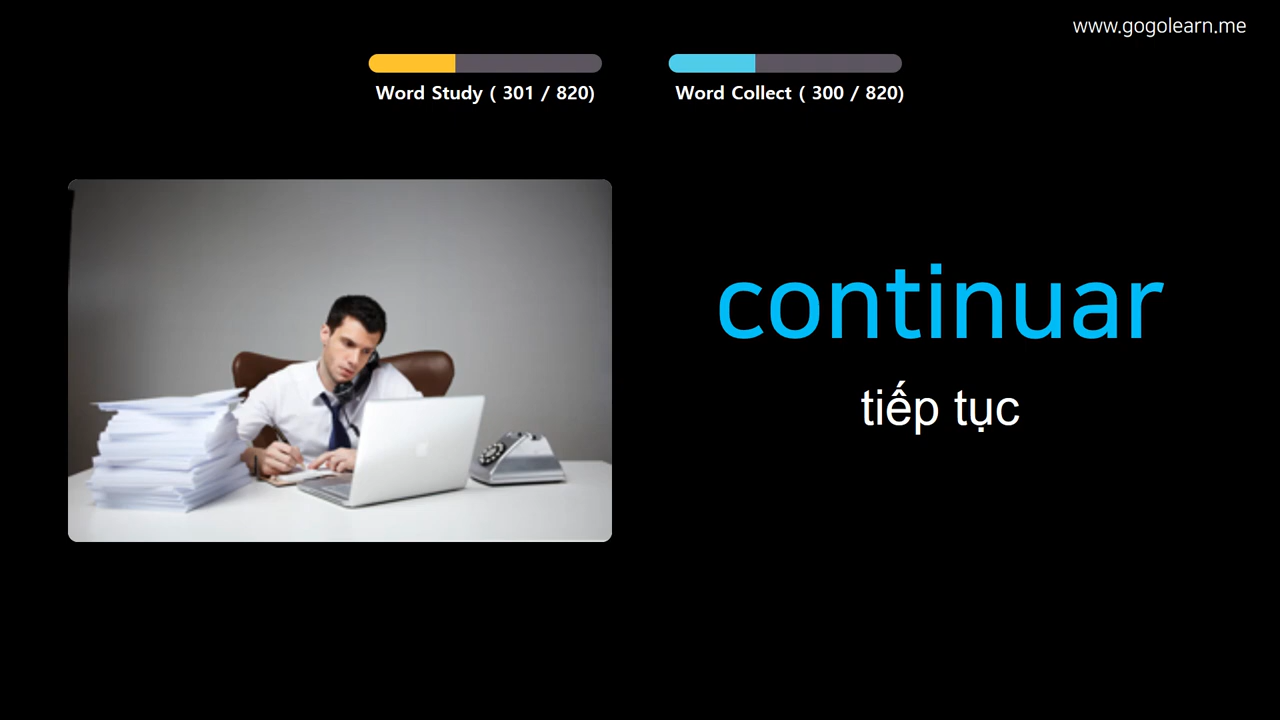 www.gogolearn.me
Word Study ( 301 / 820)
Word Collect ( 300 / 820)
continuar
tiếp tục